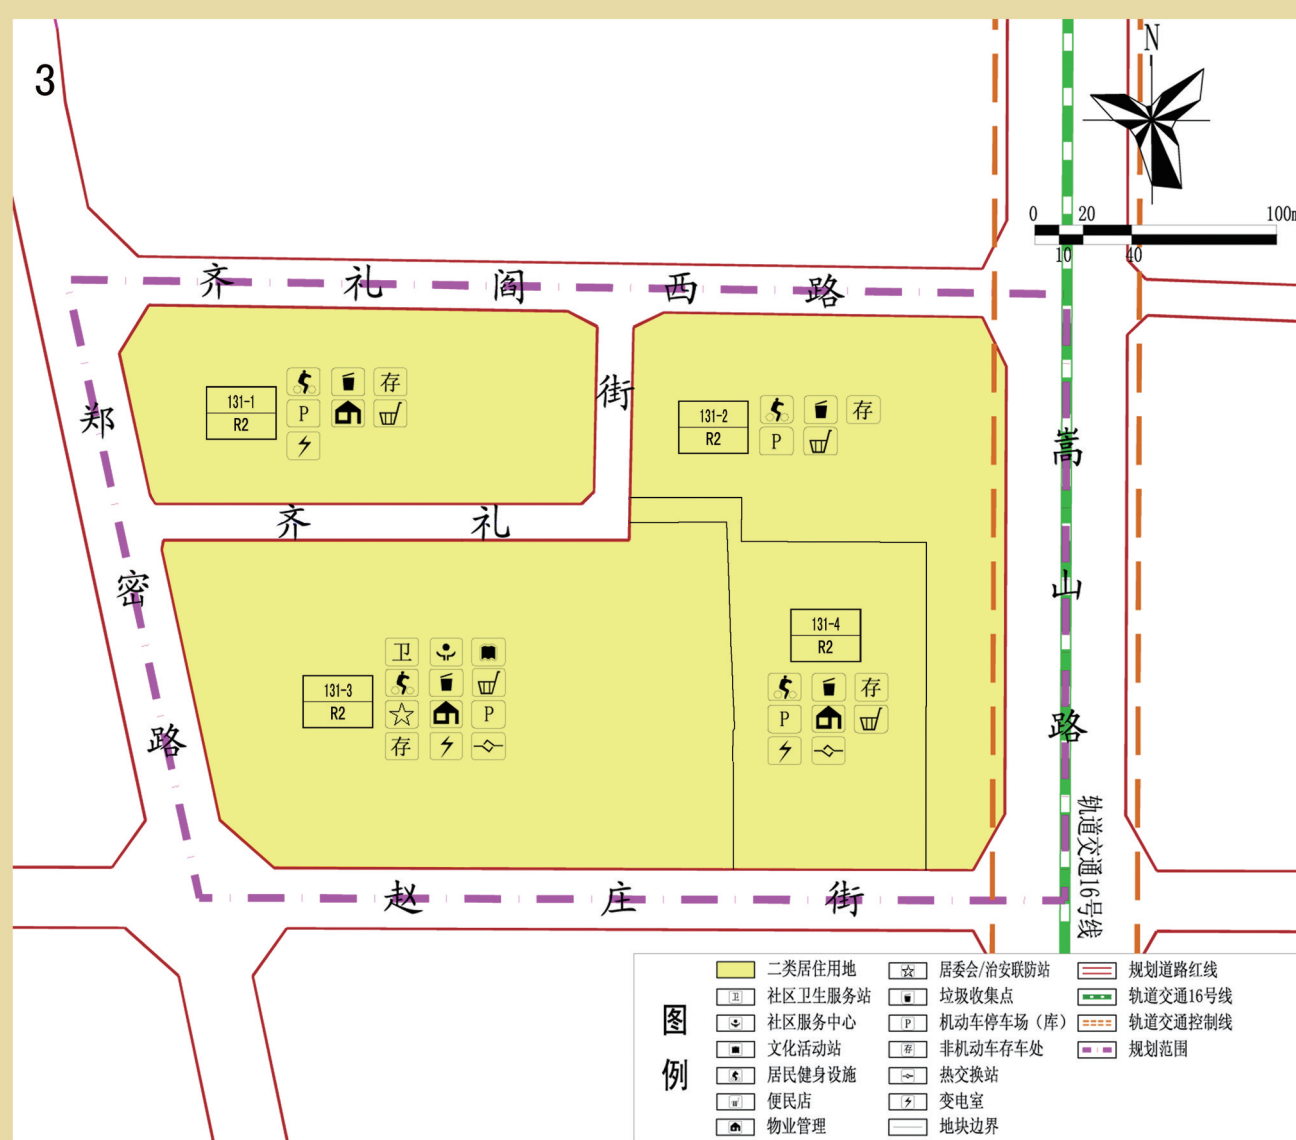 3
N
0 20 100m
10 40
齐礼阎西路
郑密路
齐礼街
嵩山路
赵庄街
轨道交通16号线
131-1
R2
存
P
131-2
R2
存
P
131-3
R2
卫
P
存
131-4
R2
存
P
图例
二类居住用地
卫 社区卫生服务站
社区服务中心
文化活动站
居民健身设施
便民店
物业管理
居委会/治安联防站
垃圾收集点
P 机动车停车场（库）
存 非机动车存车处
热交换站
变电室
地块边界
规划道路红线
轨道交通16号线
轨道交通控制线
规划范围